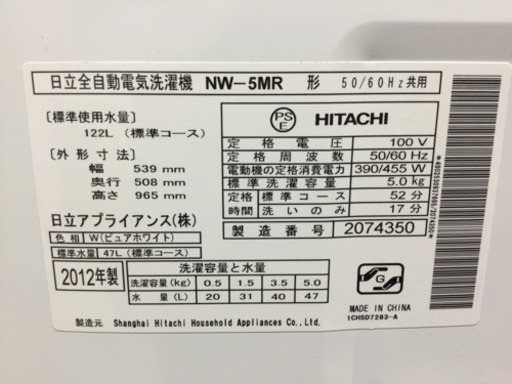 日立全自動電気洗濯機 NW-5MR 形 50/60Hz共用
[標準使用水量]
122L (標準コース)
[外形寸法]
幅 539 mm
奥行 508 mm
高さ 965 mm
日立アプライアンス(株)
色相 W(ピュアホワイト)
標準水量 47L(標準コース)
PS E HITACHI
定格電圧 100 V
定格周波数 50/60 Hz
電動機の定格消費電力 390/455 W
標準洗濯容量 5.0kg
定格 標準コース 52 分
時間 洗いのみ 17 分
製造番号 2074350
2012年製
洗濯容量と水量
洗濯容量(kg) 0.5 1.5 3.5 5.0
水量(L) 20 31 40 47
G
MADE IN CHINA
1CHSD7283-A
製造元 Shanghai Hitachi Household Appliances Co.,Ltd.